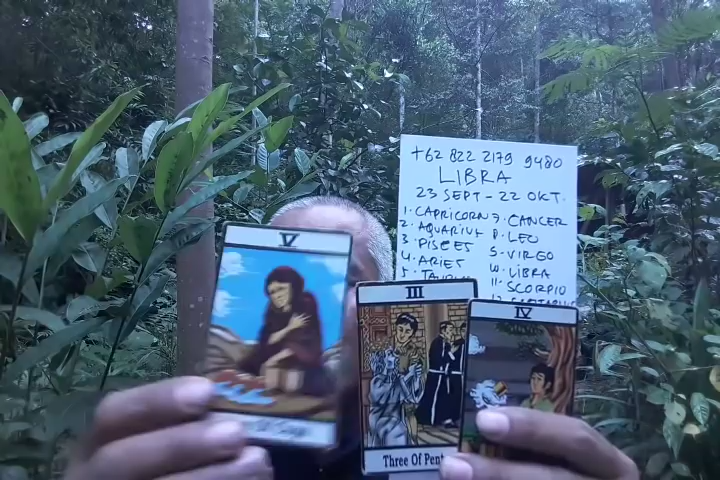 +62 822 2179 9480
LIBRA
23 SEPT - 22 OKT.
1. CAPRICORN 7. CANCER
2. AQUARIUS 8. LEO
3. PISCES 9. VIRGO
4. ARIES 10. LIBRA
5. 11. SCORPIO
V
III
IV
Three Of